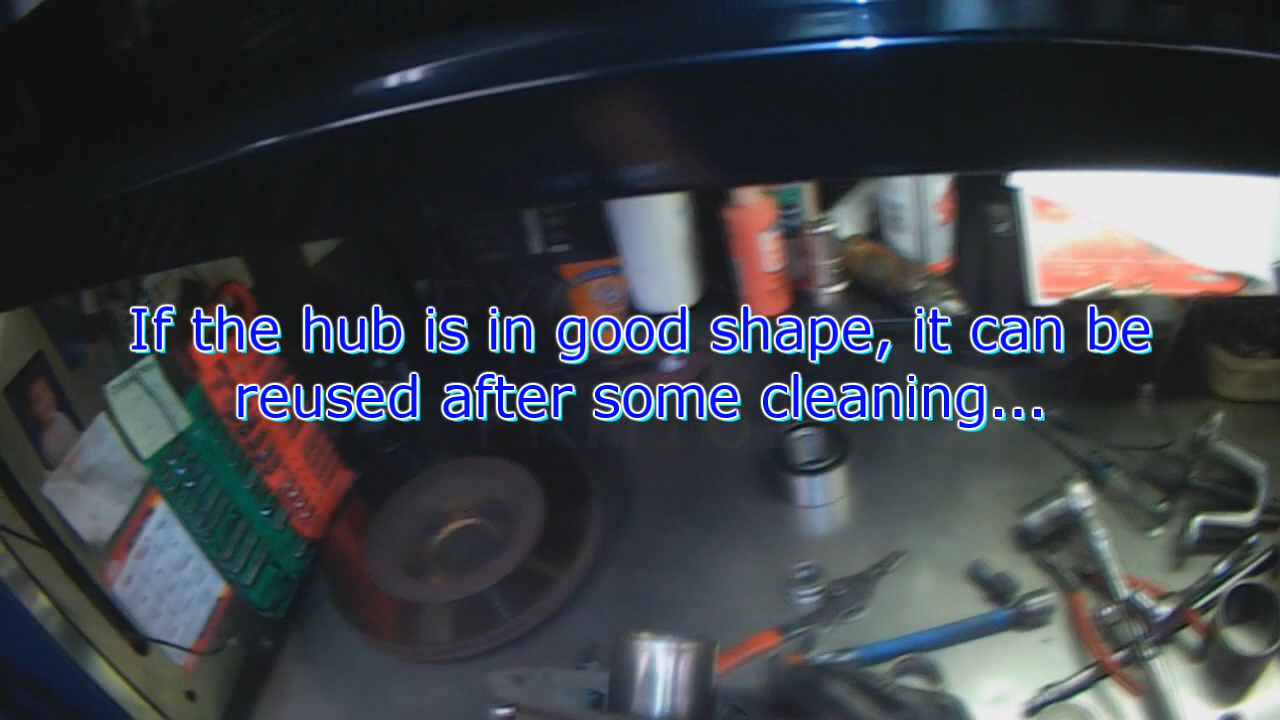 If the hub is in good shape, it can be
reused after some cleaning...